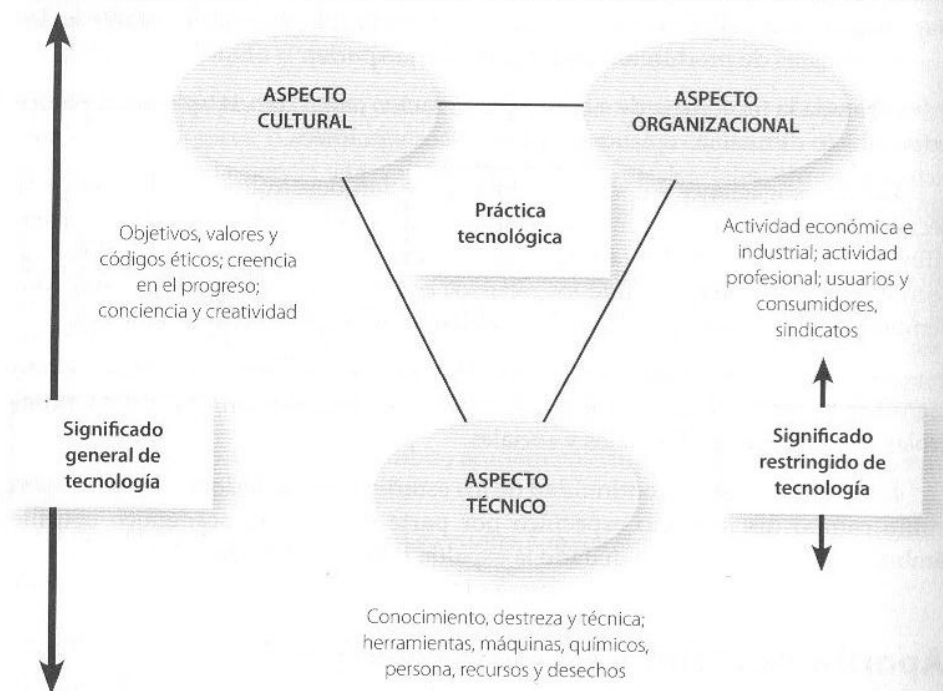 ASPECTO
CULTURAL
ASPECTO
ORGANIZACIONAL
Práctica
tecnológica
Objetivos, valores y
códigos éticos; creencia
en el progreso;
conciencia y creatividad
Actividad económica e
industrial; actividad
profesional; usuarios y
consumidores,
sindicatos
Significado
general de
tecnología
ASPECTO
TÉCNICO
Significado
restringido de
tecnología
Conocimiento, destreza y técnica;
herramientas, máquinas, químicos,
persona, recursos y desechos